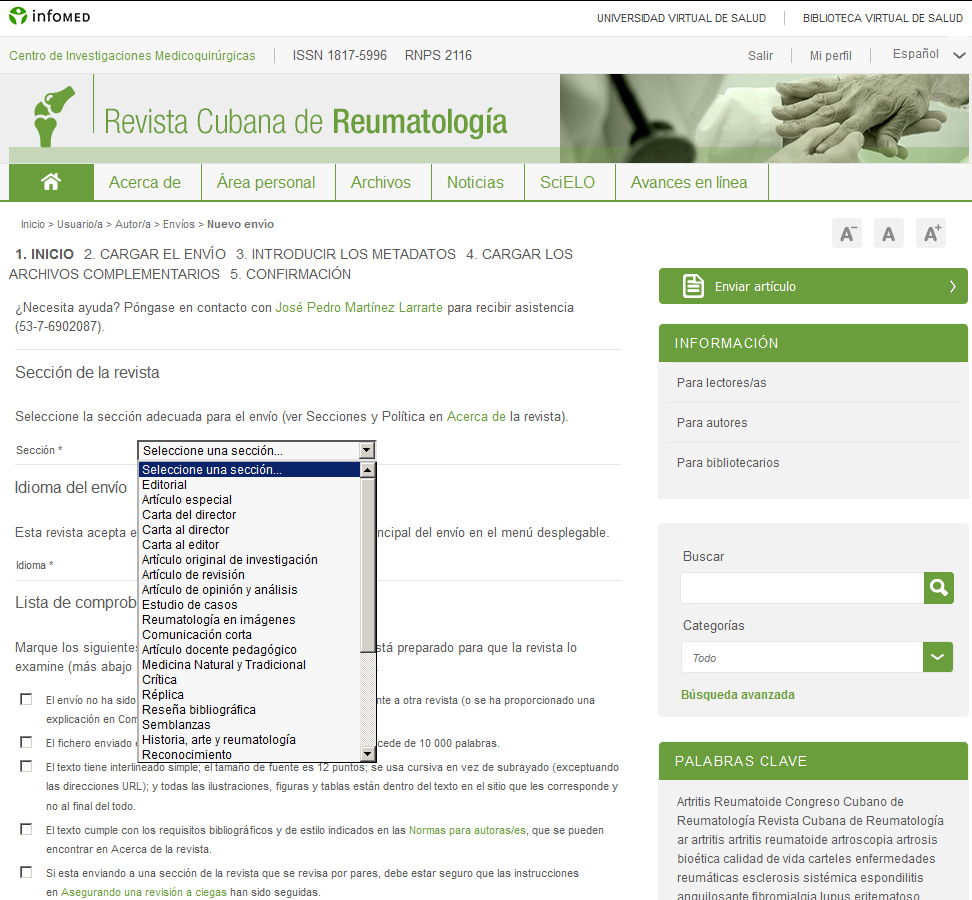 infOMED
UNIVERSIDAD VIRTUAL DE SALUD
BIBLIOTECA VIRTUAL DE SALUD
Centro de Investigaciones Medicoquirúrgicas
ISSN 1817-5996
RNPS 2116
Salir
Mi perfil
Español
Revista Cubana de Reumatología
Acerca de
Área personal
Archivos
Noticias
SciELO
Avances en línea
Inicio > Usuario/a > Autor/a > Envíos > Nuevo envío
1. INICIO 2. CARGAR EL ENVÍO 3. INTRODUCIR LOS METADATOS 4. CARGAR LOS
ARCHIVOS COMPLEMENTARIOS 5. CONFIRMACIÓN
¿Necesita ayuda? Póngase en contacto con José Pedro Martínez Larrarte para recibir asistencia
(53-7-6902087).
Sección de la revista
Seleccione la sección adecuada para el envío (ver Secciones y Política en Acerca de la revista).
Sección *
Seleccione una sección...
Seleccione una sección...
Editorial
Artículo especial
Carta del director
Carta al director
Carta al editor
Artículo original de investigación
Artículo de revisión
Artículo de opinión y análisis
Estudio de casos
Reumatología en imágenes
Comunicación corta
Artículo docente pedagógico
Medicina Natural y Tradicional
Crítica
Réplica
Reseña bibliográfica
Semblanzas
Historia, arte y reumatología
Reconocimiento
Idioma del envío
Esta revista acepta e ncipal del envío en el menú desplegable.
Idioma *
Lista de comprob
Marque los siguientes stá preparado para que la revista lo
examine (más abajo
El envío no ha sido nte a otra revista (o se ha proporcionado una
explicación en Com
El fichero enviado cede de 10 000 palabras.
El texto tiene interlineado simple; el tamaño de fuente es 12 puntos; se usa cursiva en vez de subrayado (exceptuando
las direcciones URL); y todas las ilustraciones, figuras y tablas están dentro del texto en el sitio que les corresponde y
no al final del todo.
El texto cumple con los requisitos bibliográficos y de estilo indicados en las Normas para autoras/es, que se pueden
encontrar en Acerca de la revista.
Si esta enviando a una sección de la revista que se revisa por pares, debe estar seguro que las instrucciones
en Asegurando una revisión a ciegas han sido seguidas.
A-
A
A+
Enviar artículo
INFORMACIÓN
Para lectores/as
Para autores
Para bibliotecarios
Buscar
Categorías
Todo
Búsqueda avanzada
PALABRAS CLAVE
Artritis Reumatoide Congreso Cubano de
Reumatología Revista Cubana de Reumatología
ar artritis artritis reumatoide artroscopia artrosis
bioética calidad de vida carteles enfermedades
reumáticas esclerosis sistémica espondilitis
anquilosante fibromialgia lupus eritematoso